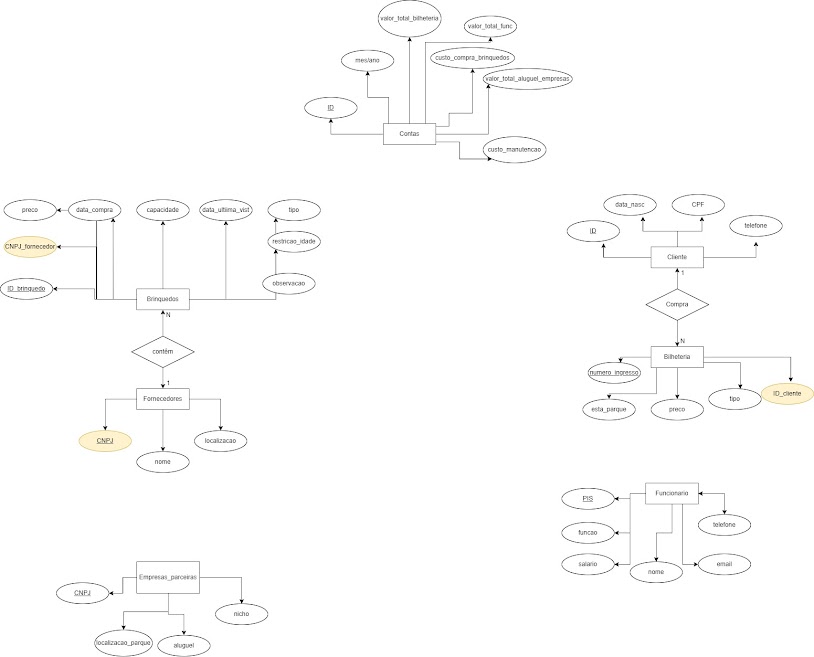 valor_total_bilheteria
valor_total_func
mes/ano
custo_compra_brinquedos
valor_total_aluguel_empresas
ID
Contas
custo_manutencao
preco
data_compra
capacidade
data_ultiima_vist
tipo
CNPJ_fornecedor
restricao_idade
ID_brinquedo
observacao
Brinquedos
N
contém
1
Fornecedores
CNPJ
localizacao
nome
data_nasc
CPF
ID
telefone
Cliente
1
Compra
N
Bilheteria
numero_ingresso
esta_parque
preco
tipo
ID_cliente
PIS
Funcionario
funcao
telefone
salario
nome
email
Empresas_parceiras
CNPJ
nicho
localizacao_parque
aluguel